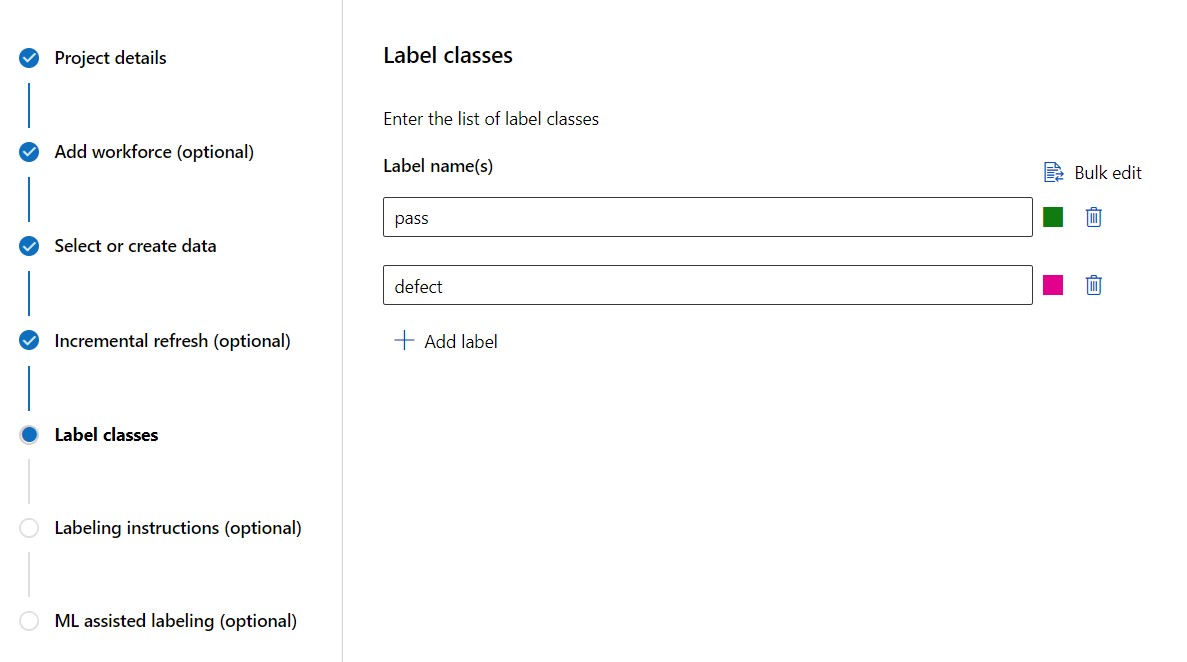 Project details
Add workforce (optional)
Select or create data
Incremental refresh (optional)
Label classes
Labeling instructions (optional)
ML assisted labeling (optional)
Label classes
Enter the list of label classes
Label name(s)
Bulk edit
pass
defect
Add label